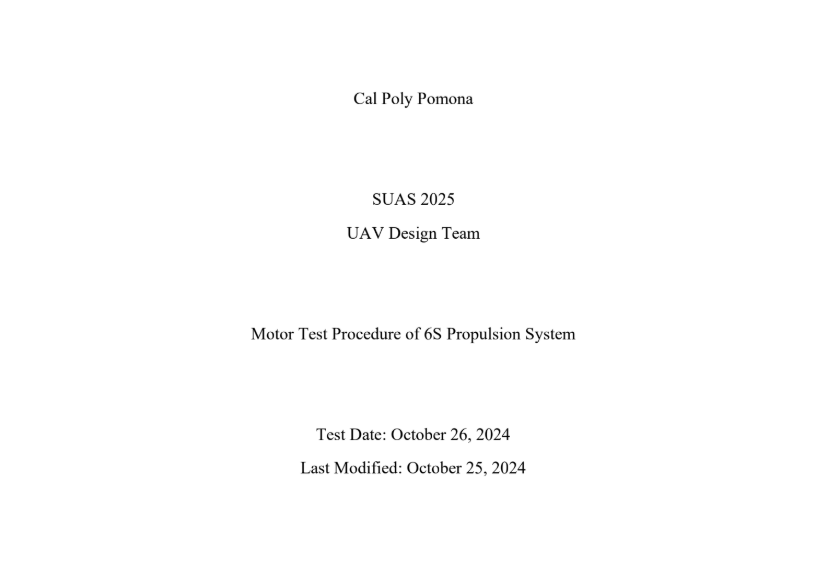 Cal Poly Pomona
SUAS 2025
UAV Design Team
Motor Test Procedure of 6S Propulsion System
Test Date: October 26, 2024
Last Modified: October 25, 2024